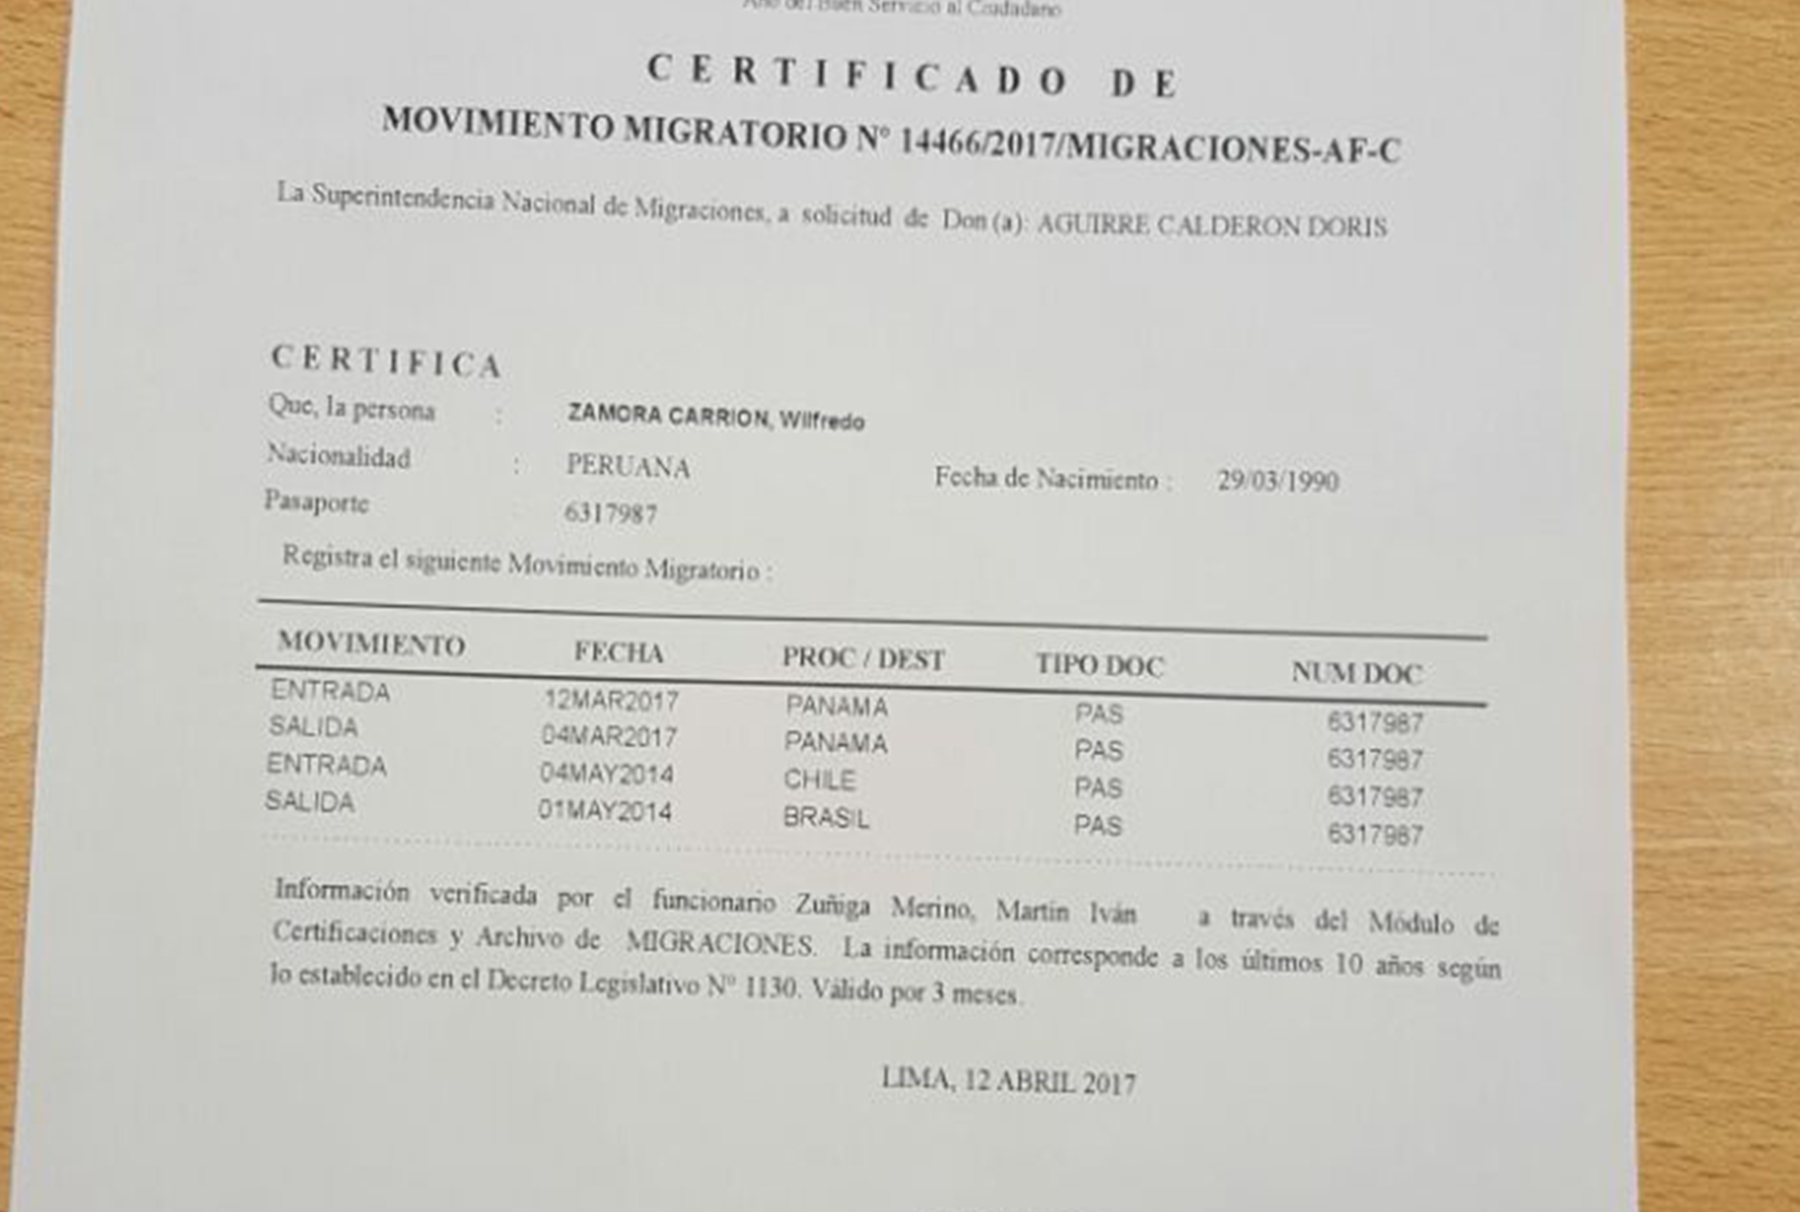 Año del Buen Servicio al Ciudadano
CERTIFICADO DE
MOVIMIENTO MIGRATORIO Nº 14466/2017/MIGRACIONES-AF-C
La Superintendencia Nacional de Migraciones, a solicitud de Don (a): AGUIRRE CALDERON DORIS
CERTIFICA
Que, la persona : ZAMORA CARRION, Wilfredo
Nacionalidad : PERUANA Fecha de Nacimiento : 29/03/1990
Pasaporte 6317987
Registra el siguiente Movimiento Migratorio :
MOVIMIENTO FECHA PROC / DEST TIPO DOC NUM DOC
ENTRADA 12MAR2017 PANAMA PAS 6317987
SALIDA 04MAR2017 PANAMA PAS 6317987
ENTRADA 04MAY2014 CHILE PAS 6317987
SALIDA 01MAY2014 BRASIL PAS 6317987
Información verificada por el funcionario Zuñiga Merino, Martin Iván a través del Módulo de
Certificaciones y Archivo de MIGRACIONES. La información corresponde a los últimos 10 años según
lo establecido en el Decreto Legislativo Nº 1130. Válido por 3 meses.
LIMA, 12 ABRIL 2017